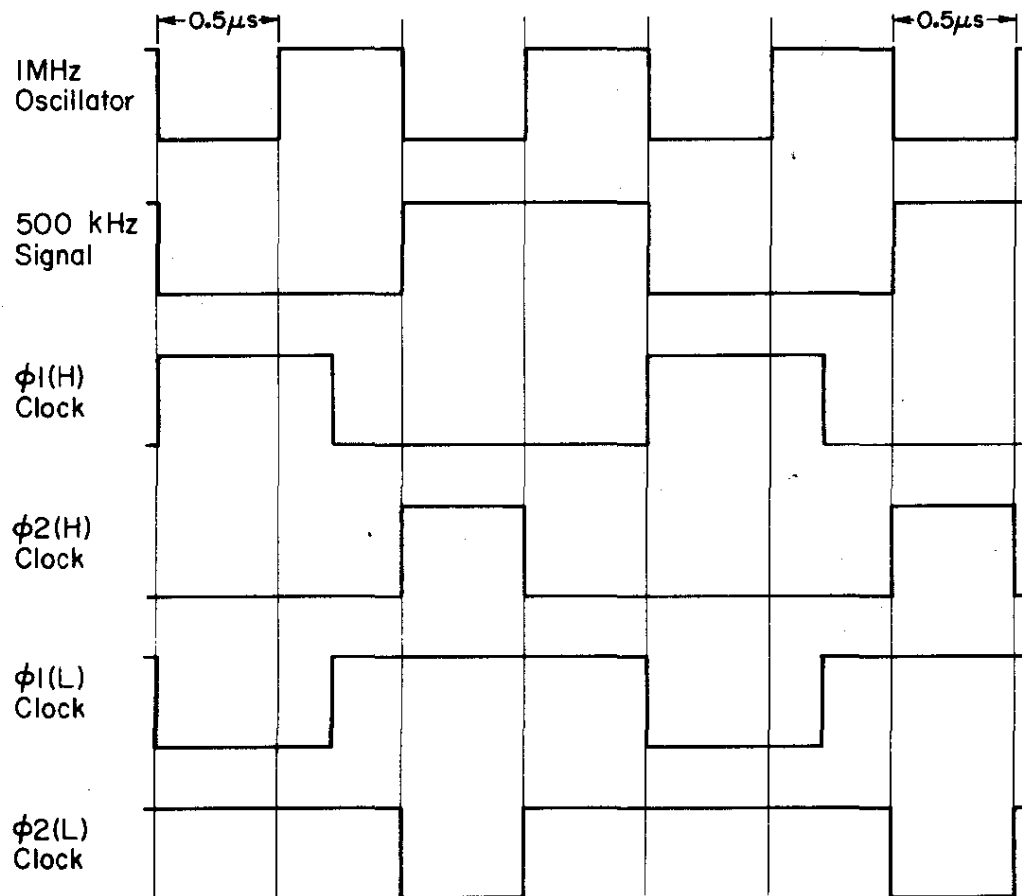 0.5μs
0.5μs
1MHz
Oscillator
500 kHz
Signal
ϕ1(H)
Clock
ϕ2(H)
Clock
ϕ1(L)
Clock
ϕ2(L)
Clock